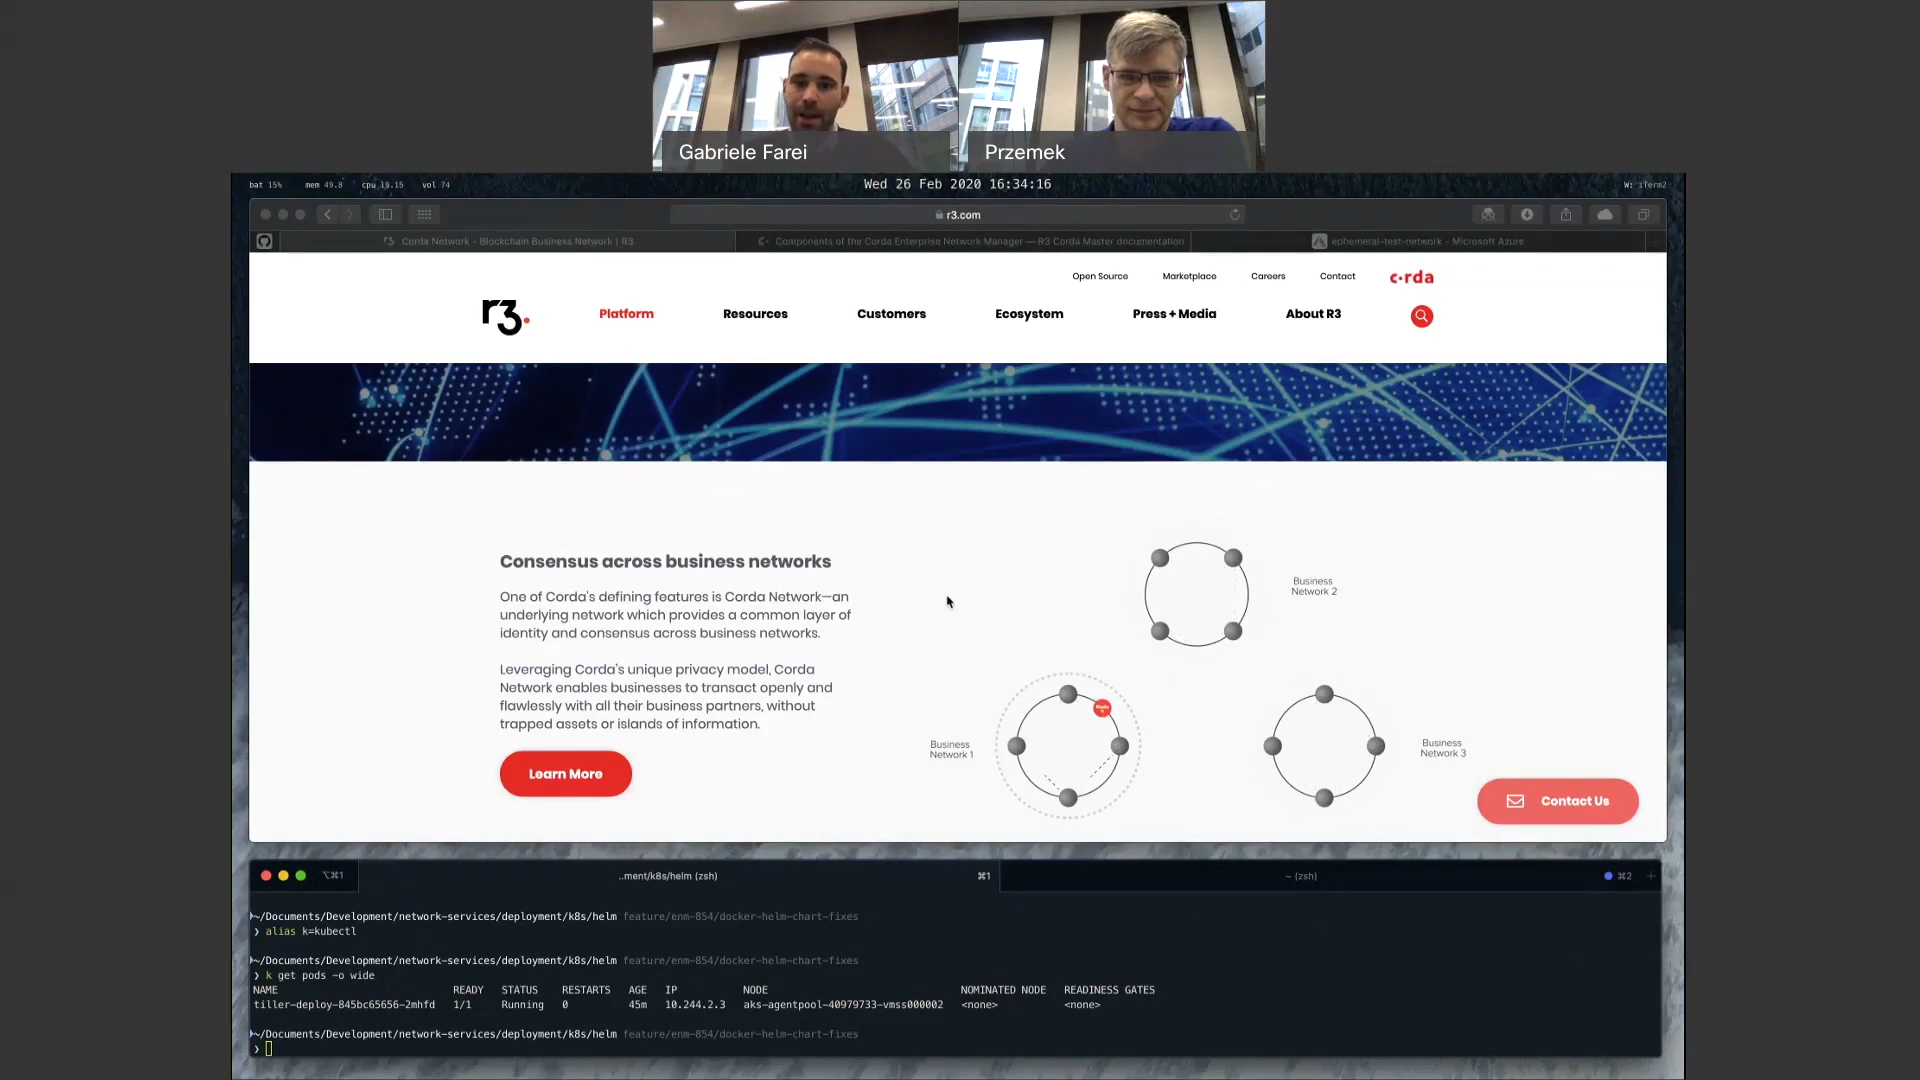 Gabriele Farei
Przemek
bat 15% mem 49.8 cpu 19.15 vol 74
Wed 26 Feb 2020 16:34:16
W: iTerm2
r3.com
Corda Network - Blockchain Business Network | R3
Components of the Corda Enterprise Network Manager — R3 Corda Master documentation
ephemeral-test-network - Microsoft Azure
Open Source Marketplace Careers Contact c·rda
r3.
Platform Resources Customers Ecosystem Press + Media About R3
Consensus across business networks
One of Corda's defining features is Corda Network—an
underlying network which provides a common layer of
identity and consensus across business networks.
Leveraging Corda's unique privacy model, Corda
Network enables businesses to transact openly and
flawlessly with all their business partners, without
trapped assets or islands of information.
Learn More
Business
Network 2
Business
Network 1
Business
Network 3
Contact Us
⌥⌘1 ..ment/k8s/helm (zsh) ⌘1 ~ (zsh) ⌘2 +
~/Documents/Development/network-services/deployment/k8s/helm feature/enm-854/docker-helm-chart-fixes
❯ alias k=kubectl
~/Documents/Development/network-services/deployment/k8s/helm feature/enm-854/docker-helm-chart-fixes
❯ k get pods -o wide
NAME READY STATUS RESTARTS AGE IP NODE NOMINATED NODE READINESS GATES
tiller-deploy-845bc65656-2mhfd 1/1 Running 0 45m 10.244.2.3 aks-agentpool-40979733-vmss000002 <none> <none>
~/Documents/Development/network-services/deployment/k8s/helm feature/enm-854/docker-helm-chart-fixes
❯